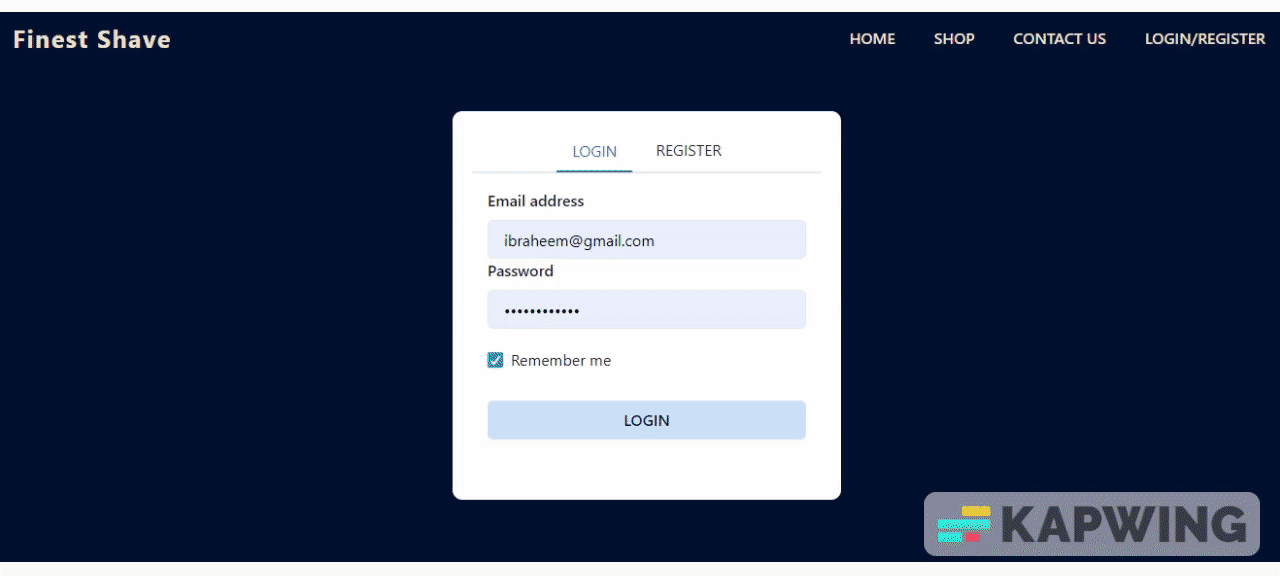 Finest Shave HOME SHOP CONTACT US LOGIN/REGISTER
LOGIN REGISTER
Email address
ibraheem@gmail.com
Password
••••••••••••
Remember me
LOGIN
KAPWING